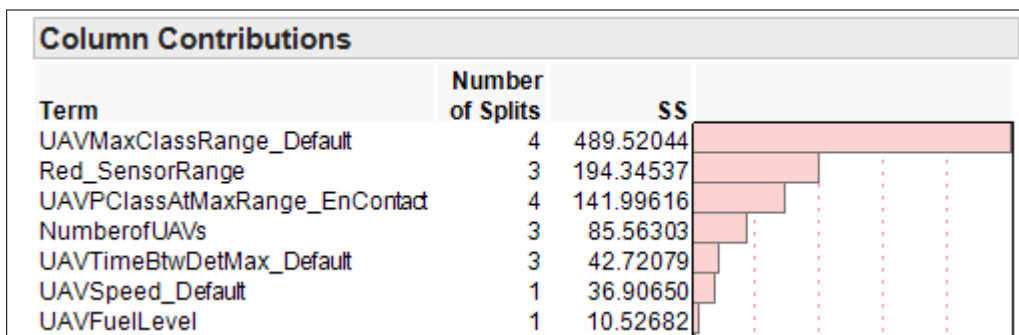 Column Contributions
Number
Term of Splits SS
UAVMaxClassRange_Default 4 489.52044
Red_SensorRange 3 194.34537
UAVPClassAtMaxRange_EnContact 4 141.99616
NumberofUAVs 3 85.56303
UAVTimeBtwDetMax_Default 3 42.72079
UAVSpeed_Default 1 36.90650
UAVFuelLevel 1 10.52682